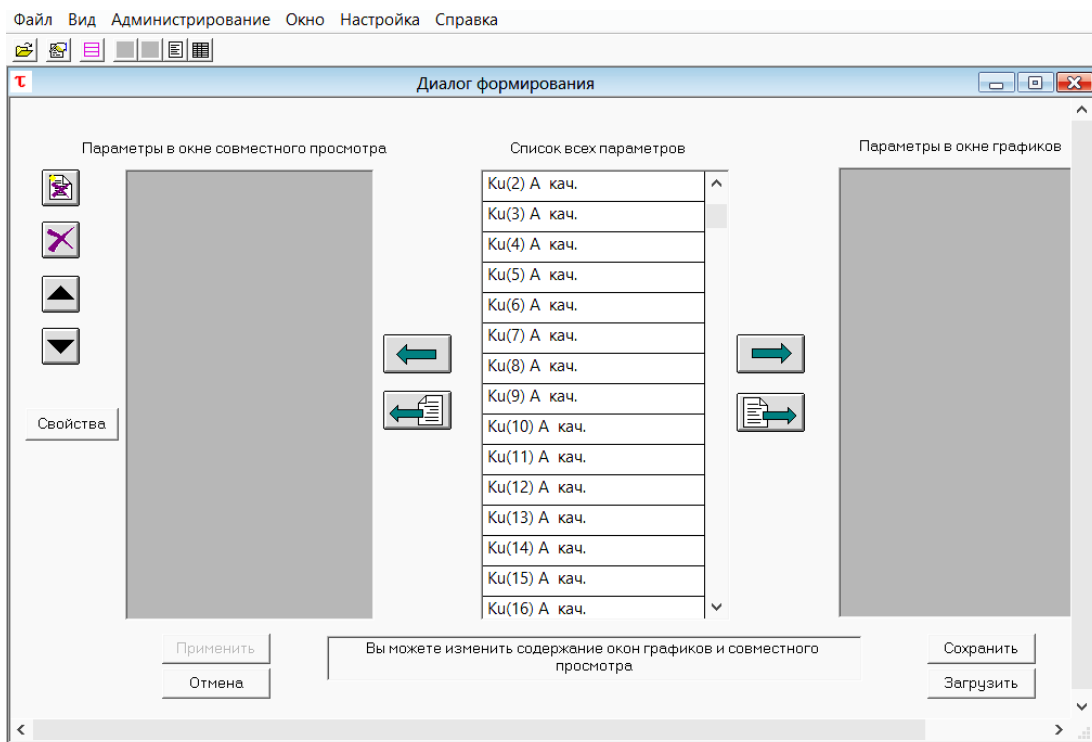 Файл Вид Администрирование Окно Настройка Справка
τ
Диалог формирования
Параметры в окне совместного просмотра
Список всех параметров
Параметры в окне графиков
Ku(2) A кач.
Ku(3) A кач.
Ku(4) A кач.
Ku(5) A кач.
Ku(6) A кач.
Ku(7) A кач.
Ku(8) A кач.
Ku(9) A кач.
Ku(10) A кач.
Ku(11) A кач.
Ku(12) A кач.
Ku(13) A кач.
Ku(14) A кач.
Ku(15) A кач.
Ku(16) A кач.
Свойства
Применить
Отмена
Вы можете изменить содержание окон графиков и совместного
просмотра
Сохранить
Загрузить